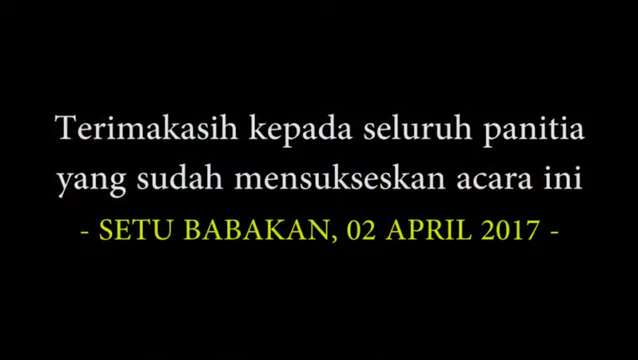 Terimakasih kepada seluruh panitia
yang sudah mensukseskan acara ini
- SETU BABAKAN, 02 APRIL 2017 -